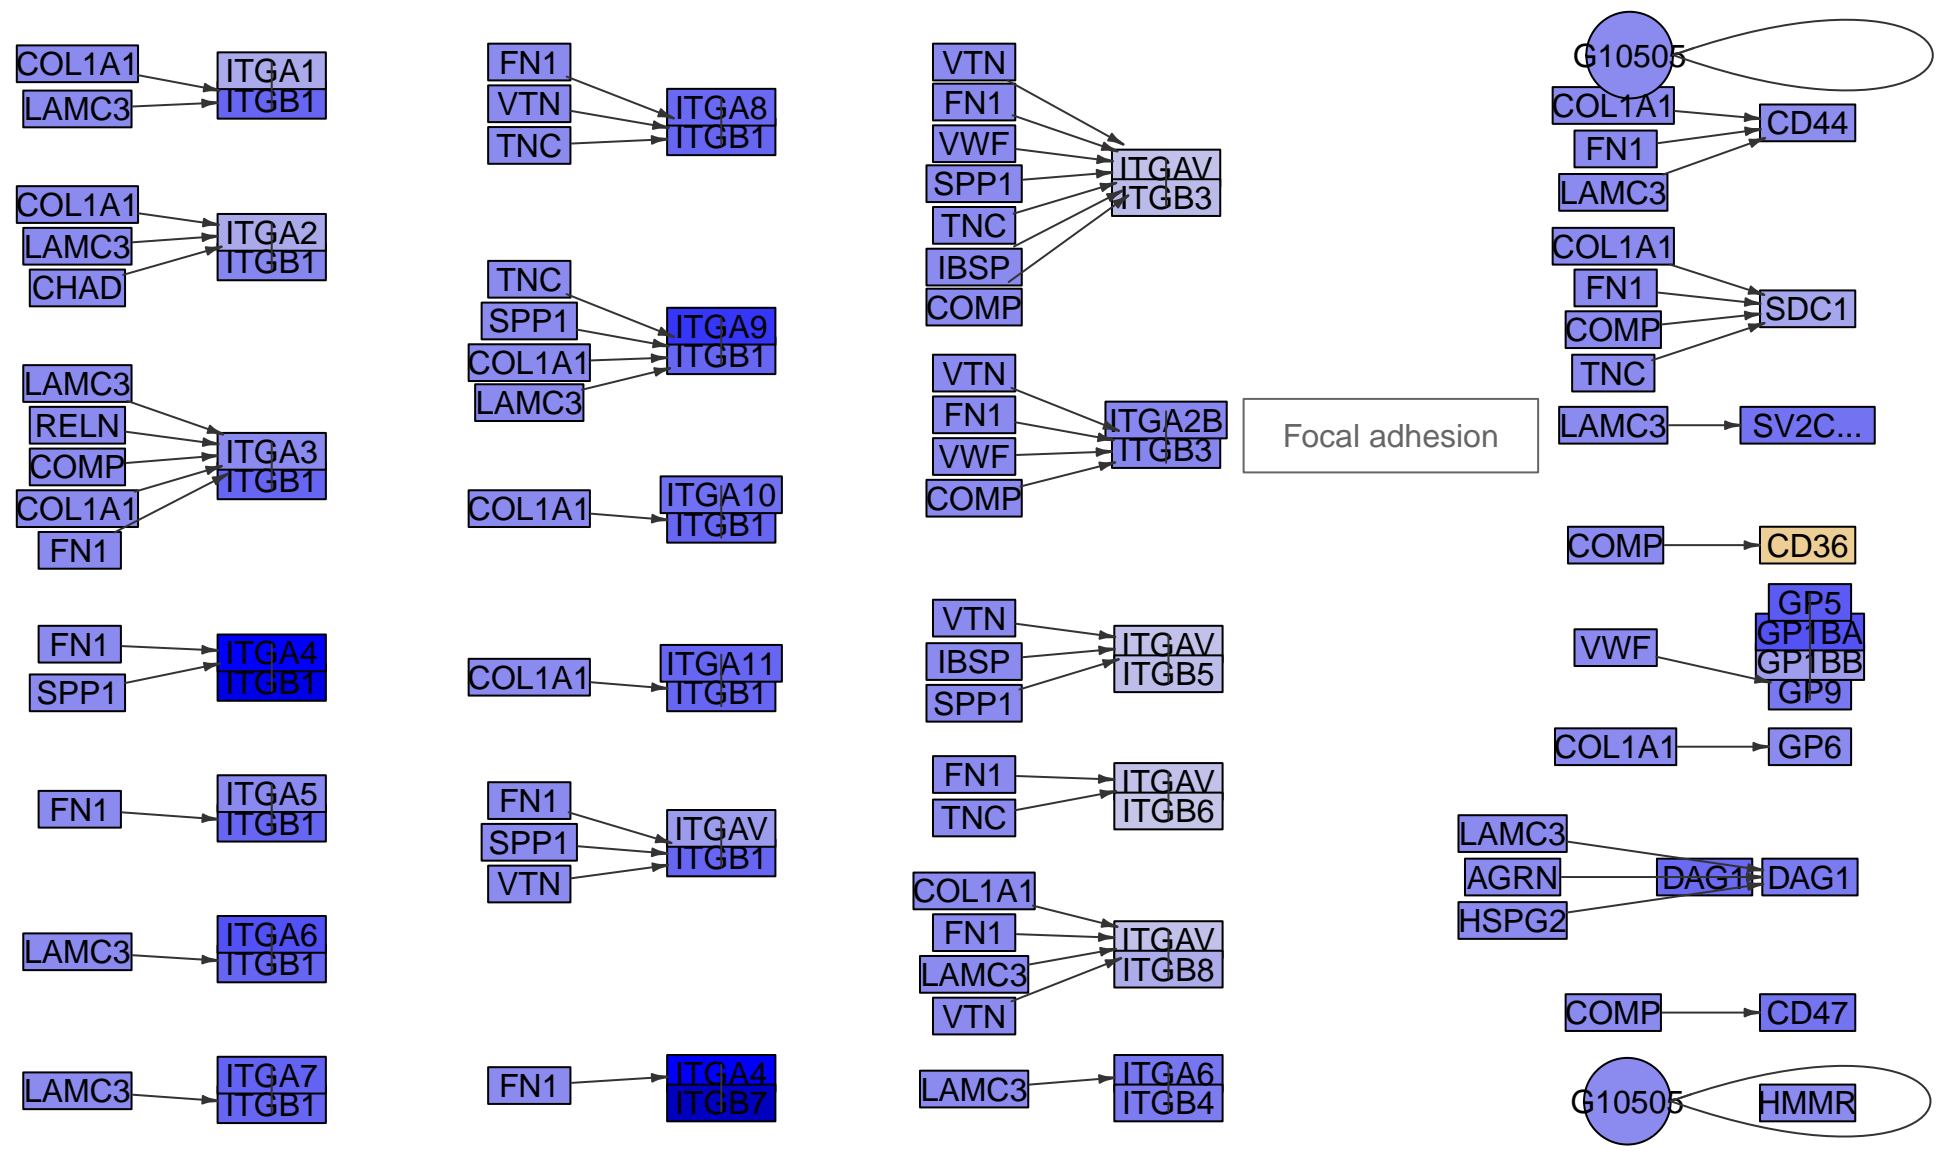 COL1A1
LAMC3
ITGA1
ITGB1
COL1A1
LAMC3
CHAD
ITGA2
ITGB1
LAMC3
RELN
COMP
COL1A1
FN1
ITGA3
ITGB1
FN1
SPP1
ITGA4
ITGB1
FN1
ITGA5
ITGB1
LAMC3
ITGA6
ITGB1
LAMC3
ITGA7
ITGB1
FN1
VTN
TNC
ITGA8
ITGB1
TNC
SPP1
COL1A1
LAMC3
ITGA9
ITGB1
COL1A1
ITGA10
ITGB1
COL1A1
ITGA11
ITGB1
FN1
SPP1
VTN
ITGAV
ITGB1
FN1
ITGA4
ITGB7
VTN
FN1
VWF
SPP1
TNC
IBSP
COMP
ITGAV
ITGB3
VTN
FN1
VWF
COMP
ITGA2B
ITGB3
Focal adhesion
VTN
IBSP
SPP1
ITGAV
ITGB5
FN1
TNC
ITGAV
ITGB6
COL1A1
FN1
LAMC3
VTN
ITGAV
ITGB8
LAMC3
ITGA6
ITGB4
G10505
COL1A1
FN1
LAMC3
CD44
COL1A1
FN1
COMP
TNC
SDC1
LAMC3
SV2C...
COMP
CD36
VWF
GP5
GP1BA
GP1BB
GP9
COL1A1
GP6
LAMC3
AGRN
HSPG2
DAG1
DAG1
COMP
CD47
G10505
HMMR